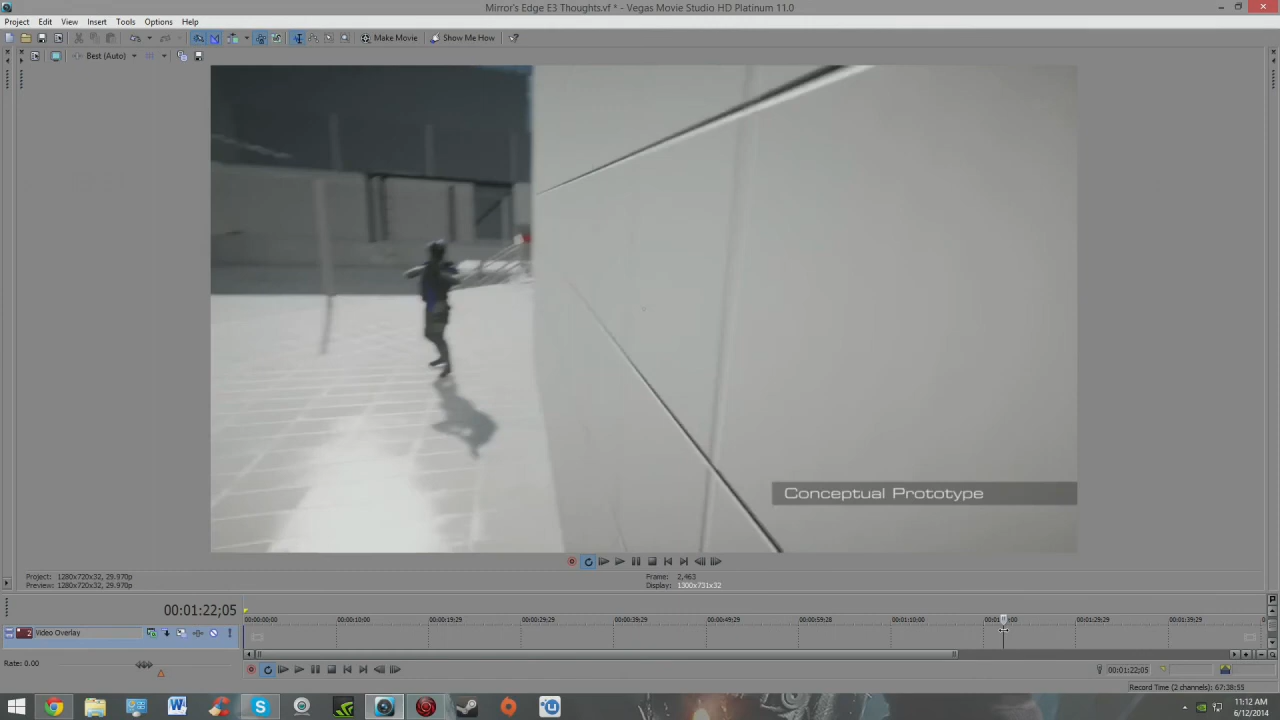 Mirror's Edge E3 Thoughts.vf * - Vegas Movie Studio HD Platinum 11.0
Project Edit View Insert Tools Options Help
Make Movie Show Me How
Best (Auto)
Conceptual Prototype
Project: 1280x720x32, 29.970p
Preview: 1280x720x32, 29.970p
Frame: 2,463
Display: 1300x731x32
00:01:22;05
00:00:00:00 00:00:10:00 00:00:19:29 00:00:29:29 00:00:39:29 00:00:49:29 00:00:59:28 00:01:10:00 00:01:29:29 00:01:39:29
2 Video Overlay
Rate: 0.00
00:01:22;05
Record Time (2 channels): 67:38:55
11:12 AM
6/12/2014